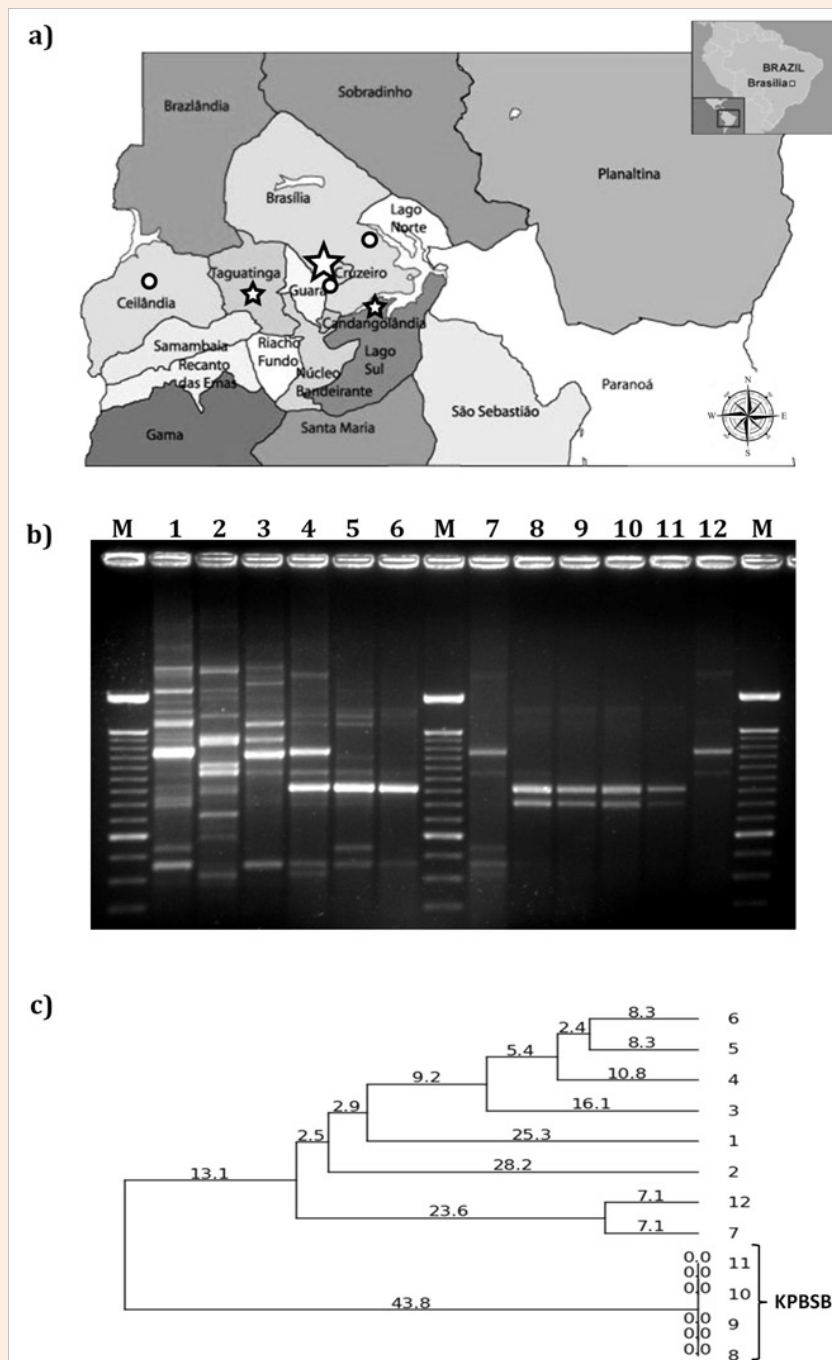 a)
BRAZIL
Brasília
Brazlândia
Sobradinho
Planaltina
Brasília
Lago
Norte
Taguatinga
Cruzeiro
Guará
Ceilândia
Candangolândia
Samambaia
Riacho
Fundo
Lago
Sul
Recanto
das Emas
Núcleo
Bandeirante
Paranoá
São Sebastião
Gama
Santa Maria
N
W E
S
b)
M 1 2 3 4 5 6 M 7 8 9 10 11 12 M
c)
8.3 6
2.4
8.3 5
5.4
10.8 4
9.2
16.1 3
2.9
25.3 1
2.5
28.2 2
13.1
7.1 12
23.6
7.1 7
0.0 11
0.0
0.0 10
KPBSB
43.8
0.0 9
0.0
0.0 8